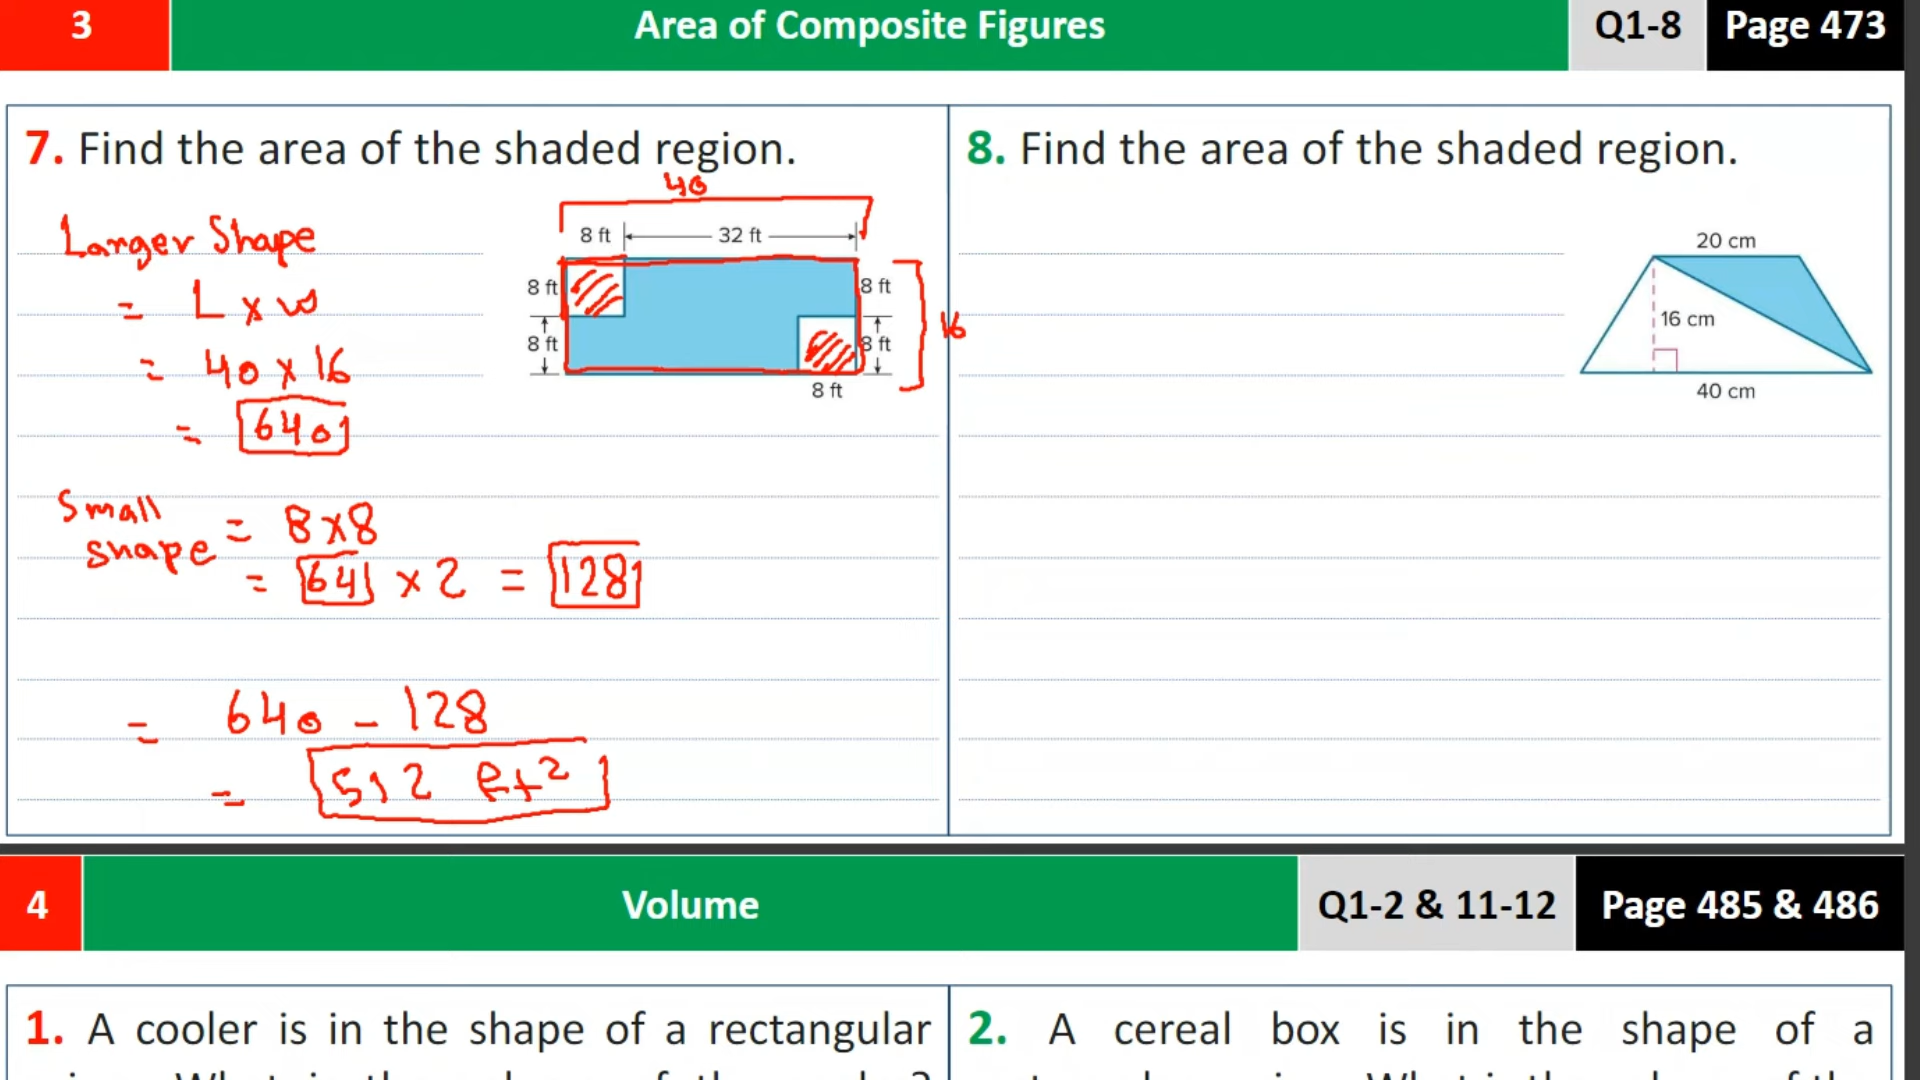 3 Area of Composite Figures Q1-8 Page 473
7. Find the area of the shaded region.
40
8 ft 32 ft
8 ft 8 ft
8 ft 8 ft
16
8 ft
Larger Shape
= L x w
= 40 x 16
= 640
Small shape = 8x8
= 64 x 2 = 128
= 640 - 128
= 512 ft²
8. Find the area of the shaded region.
20 cm
16 cm
40 cm
4 Volume Q1-2 & 11-12 Page 485 & 486
1. A cooler is in the shape of a rectangular
2. A cereal box is in the shape of a